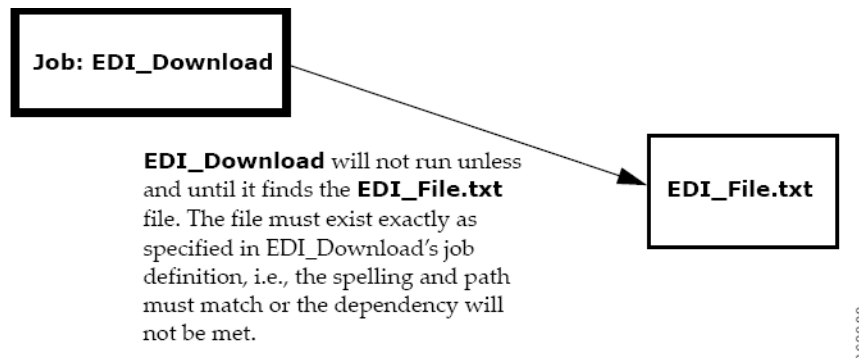 Job: EDI_Download
EDI_Download will not run unless
and until it finds the EDI_File.txt
file. The file must exist exactly as
specified in EDI_Download’s job
definition, i.e., the spelling and path
must match or the dependency will
not be met.
EDI_File.txt